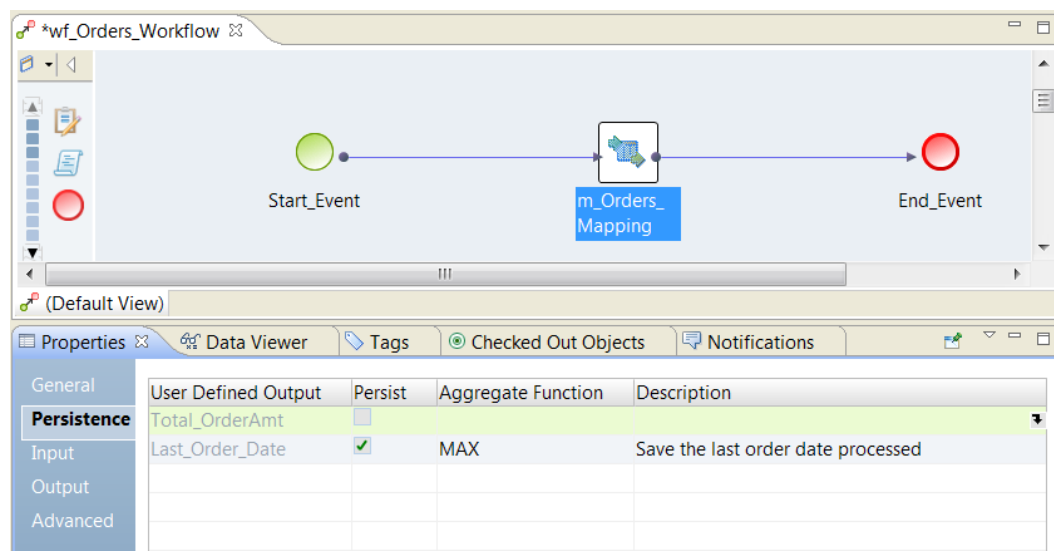 *wf_Orders_Workflow
Start_Event
m_Orders_
Mapping
End_Event
(Default View)
Properties Data Viewer Tags Checked Out Objects Notifications
General
Persistence
Input
Output
Advanced
User Defined Output Persist Aggregate Function Description
Total_OrderAmt
Last_Order_Date MAX Save the last order date processed